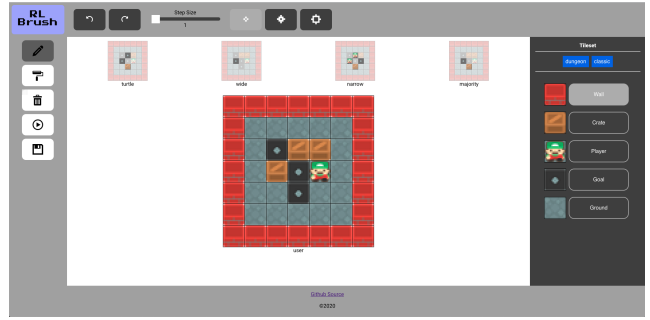 RL
Brush
Step Size
1
turtle
wide
narrow
majority
user
Tileset
dungeon classic
Wall
Crate
Player
Goal
Ground
Github Source
©2020